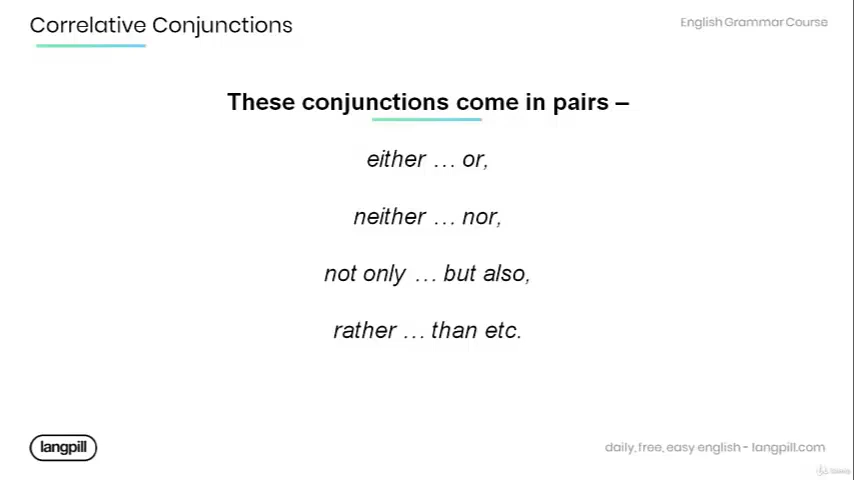 Correlative Conjunctions
English Grammar Course
These conjunctions come in pairs –
either … or,
neither … nor,
not only … but also,
rather … than etc.
langpill
daily, free, easy english - langpill.com
Udemy